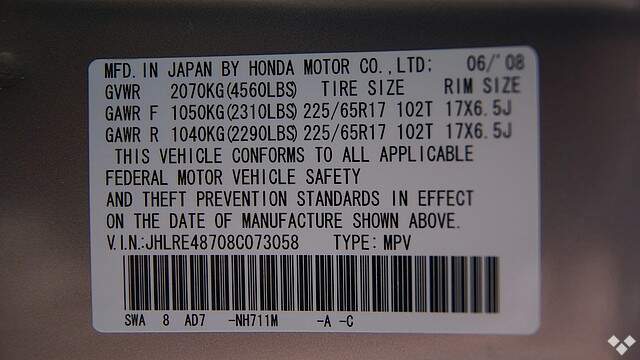 MFD. IN JAPAN BY HONDA MOTOR CO., LTD: 06/'08
GVWR 2070KG(4560LBS) TIRE SIZE RIM SIZE
GAWR F 1050KG(2310LBS) 225/65R17 102T 17X6.5J
GAWR R 1040KG(2290LBS) 225/65R17 102T 17X6.5J
THIS VEHICLE CONFORMS TO ALL APPLICABLE
FEDERAL MOTOR VEHICLE SAFETY
AND THEFT PREVENTION STANDARDS IN EFFECT
ON THE DATE OF MANUFACTURE SHOWN ABOVE.
V.I.N.:JHLRE48708C073058 TYPE: MPV
SWA 8 AD7 -NH711M -A -C